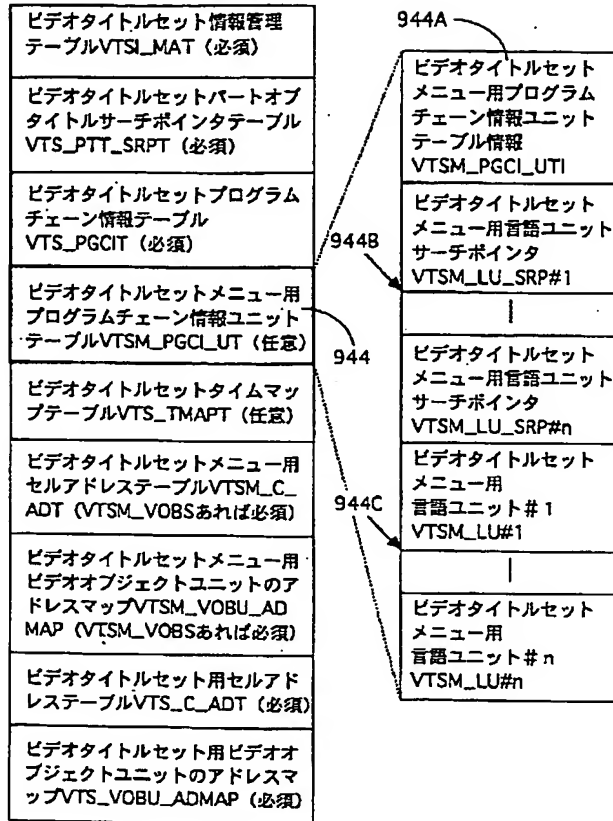 ビデオタイトルセット情報管理
テーブルVTSI_MAT（必須）
ビデオタイトルセットパートオブ
タイトルサーチポインタテーブル
VTS_PTT_SRPT（必須）
ビデオタイトルセットプログラム
チェーン情報テーブル
VTS_PGCIT（必須）
ビデオタイトルセットメニュー用
プログラムチェーン情報ユニット
テーブルVTSM_PGCI_UT（任意）
ビデオタイトルセットタイムマッ
プテーブルVTS_TMAPT（任意）
ビデオタイトルセットメニュー用
セルアドレステーブルVTSM_C_
ADT（VTSM_VOBSあれば必須）
ビデオタイトルセットメニュー用
ビデオオブジェクトユニットのア
ドレスマップVTSM_VOBU_AD
MAP（VTSM_VOBSあれば必須）
ビデオタイトルセット用セルアド
レステーブルVTS_C_ADT（必須）
ビデオタイトルセット用ビデオオ
ブジェクトユニットのアドレスマ
ップVTS_VOBU_ADMAP（必須）
944
944A
ビデオタイトルセット
メニュー用プログラム
チェーン情報ユニット
テーブル情報
VTSM_PGCI_UTI
944B
ビデオタイトルセット
メニュー用言語ユニット
サーチポインタ
VTSM_LU_SRP#1
ビデオタイトルセット
メニュー用言語ユニット
サーチポインタ
VTSM_LU_SRP#n
944C
ビデオタイトルセット
メニュー用
言語ユニット＃1
VTSM_LU#1
ビデオタイトルセット
メニュー用
言語ユニット＃n
VTSM_LU#n